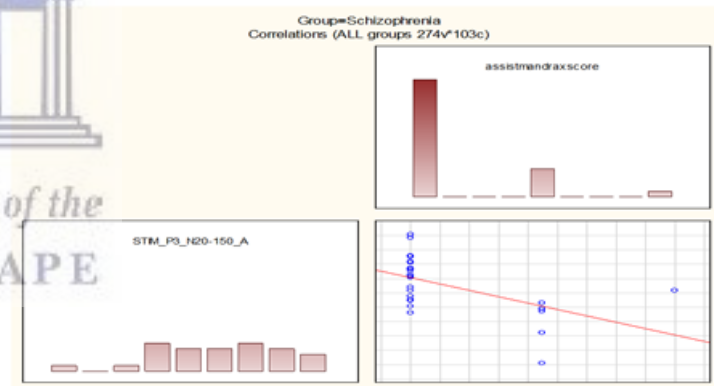 Group=Schizophrenia
Correlations (ALL groups 274v*103c)
assistmandraxscore
of the
STIM_P3_N20-150_A
APE